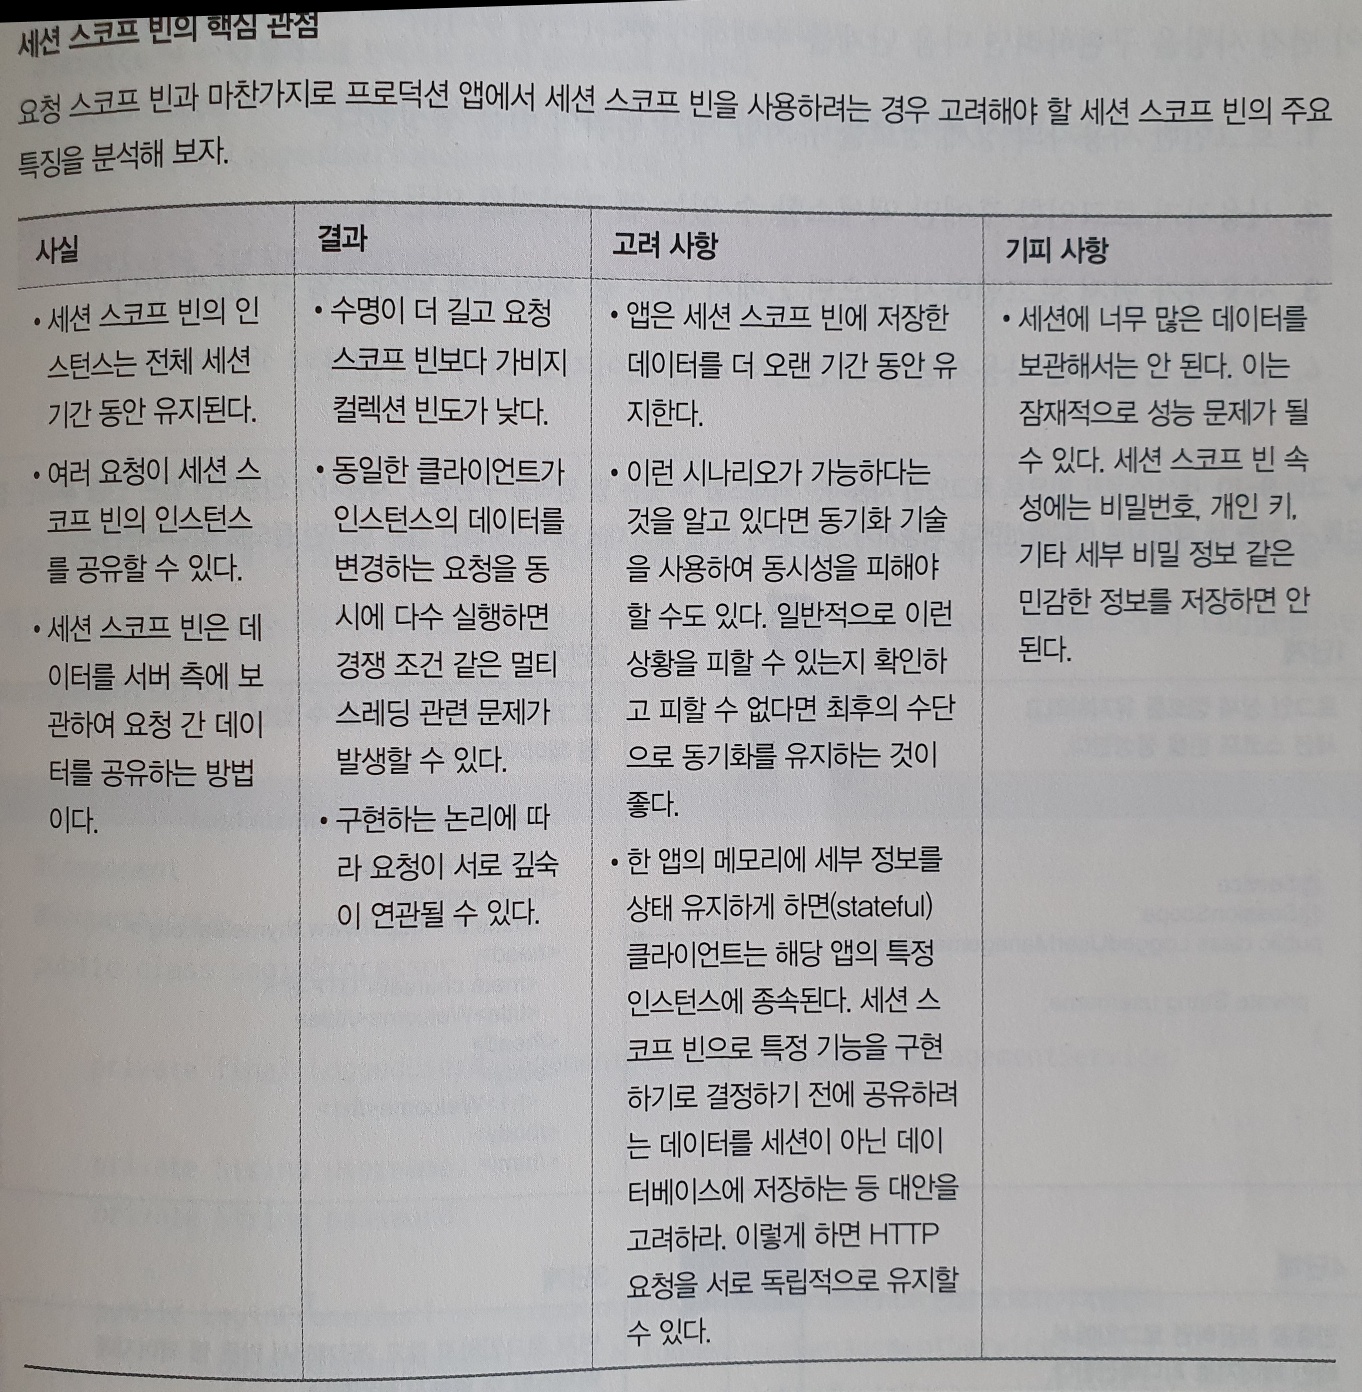 세션 스코프 빈의 핵심 관점
요청 스코프 빈과 마찬가지로 프로덕션 앱에서 세션 스코프 빈을 사용하려는 경우 고려해야 할 세션 스코프 빈의 주요
특징을 분석해 보자.
사실
• 세션 스코프 빈의 인
스턴스는 전체 세션
기간 동안 유지된다.
• 여러 요청이 세션 스
코프 빈의 인스턴스
를 공유할 수 있다.
• 세션 스코프 빈은 데
이터를 서버 측에 보
관하여 요청 간 데이
터를 공유하는 방법
이다.
결과
• 수명이 더 길고 요청
스코프 빈보다 가비지
컬렉션 빈도가 낮다.
• 동일한 클라이언트가
인스턴스의 데이터를
변경하는 요청을 동
시에 다수 실행하면
경쟁 조건 같은 멀티
스레딩 관련 문제가
발생할 수 있다.
• 구현하는 논리에 따
라 요청이 서로 깊숙
이 연관될 수 있다.
고려 사항
• 앱은 세션 스코프 빈에 저장한
데이터를 더 오랜 기간 동안 유
지한다.
• 이런 시나리오가 가능하다는
것을 알고 있다면 동기화 기술
을 사용하여 동시성을 피해야
할 수도 있다. 일반적으로 이런
상황을 피할 수 있는지 확인하
고 피할 수 없다면 최후의 수단
으로 동기화를 유지하는 것이
좋다.
• 한 앱의 메모리에 세부 정보를
상태 유지하게 하면(stateful)
클라이언트는 해당 앱의 특정
인스턴스에 종속된다. 세션 스
코프 빈으로 특정 기능을 구현
하기로 결정하기 전에 공유하려
는 데이터를 세션이 아닌 데이
터베이스에 저장하는 등 대안을
고려하라. 이렇게 하면 HTTP
요청을 서로 독립적으로 유지할
수 있다.
기피 사항
• 세션에 너무 많은 데이터를
보관해서는 안 된다. 이는
잠재적으로 성능 문제가 될
수 있다. 세션 스코프 빈 속
성에는 비밀번호, 개인 키,
기타 세부 비밀 정보 같은
민감한 정보를 저장하면 안
된다.